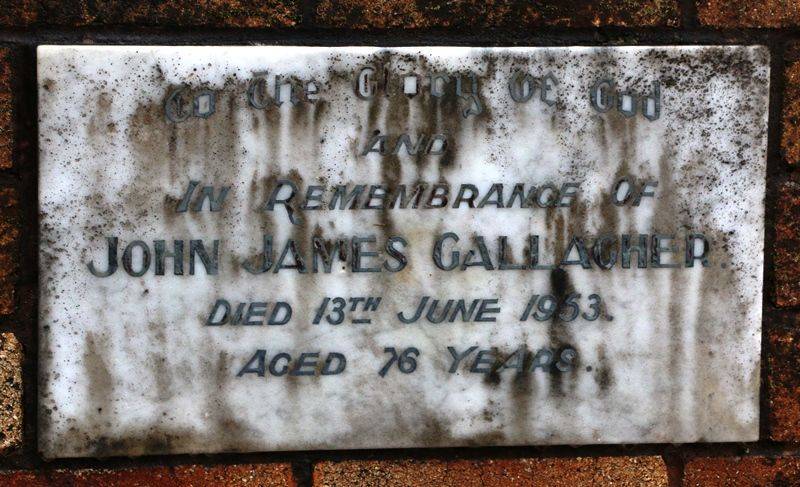 To The Glory Of God
AND
IN REMEMBRANCE OF
JOHN JAMES GALLAGHER.
DIED 13TH JUNE 1953.
AGED 76 YEARS.